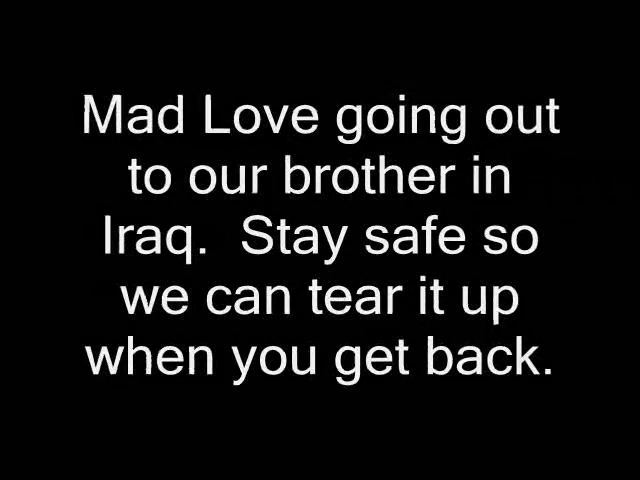 Mad Love going out
to our brother in
Iraq.  Stay safe so
we can tear it up
when you get back.